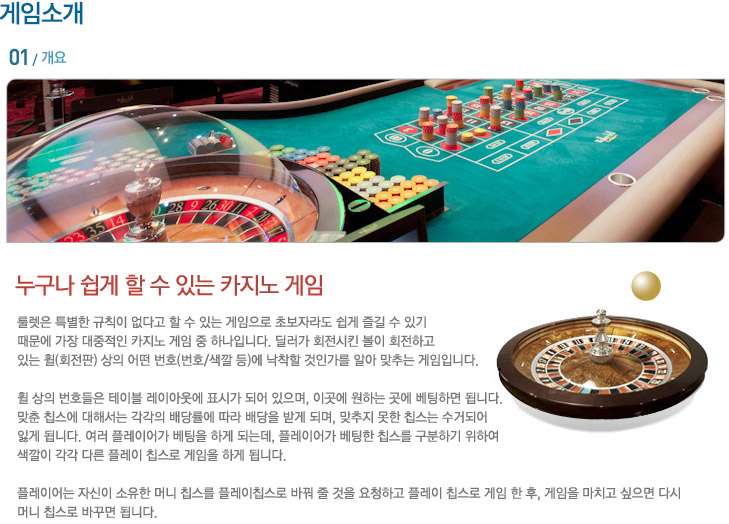 게임소개
01 / 개요
28 9 26 30
23 35 14
누구나 쉽게 할 수 있는 카지노 게임
룰렛은 특별한 규칙이 없다고 할 수 있는 게임으로 초보자라도 쉽게 즐길 수 있기
때문에 가장 대중적인 카지노 게임 중 하나입니다. 딜러가 회전시킨 볼이 회전하고
있는 휠(회전판) 상의 어떤 번호(번호/색깔 등)에 낙착할 것인가를 알아 맞추는 게임입니다.
휠 상의 번호들은 테이블 레이아웃에 표시가 되어 있으며, 이곳에 원하는 곳에 베팅하면 됩니다.
맞춘 칩스에 대해서는 각각의 배당률에 따라 배당을 받게 되며, 맞추지 못한 칩스는 수거되어
잃게 됩니다. 여러 플레이어가 베팅을 하게 되는데, 플레이어가 베팅한 칩스를 구분하기 위하여
색깔이 각각 다른 플레이 칩스로 게임을 하게 됩니다.
플레이어는 자신이 소유한 머니 칩스를 플레이칩스로 바꿔 줄 것을 요청하고 플레이 칩스로 게임 한 후, 게임을 마치고 싶으면 다시
머니 칩스로 바꾸면 됩니다.